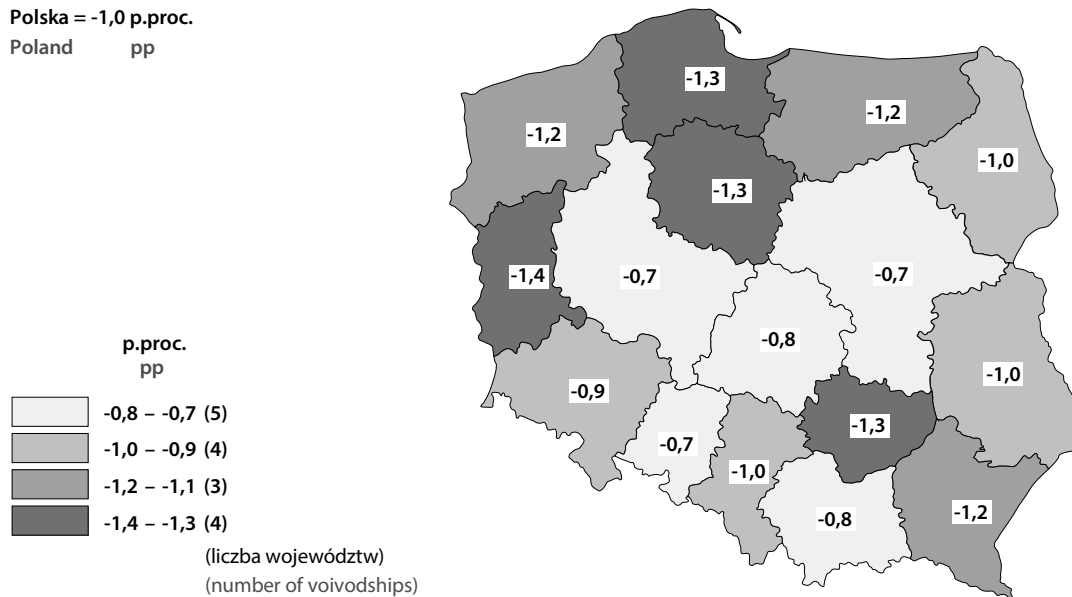 Polska = -1,0 p.proc.
Poland pp
-1,3
-1,2
-1,2
-1,0
-1,3
-1,4
-0,7
-0,7
-0,8
-0,9
-1,0
-1,3
-0,7
-1,0
-1,2
-0,8
p.proc.
pp
-0,8 – -0,7 (5)
-1,0 – -0,9 (4)
-1,2 – -1,1 (3)
-1,4 – -1,3 (4)
(liczba województw)
(number of voivodships)